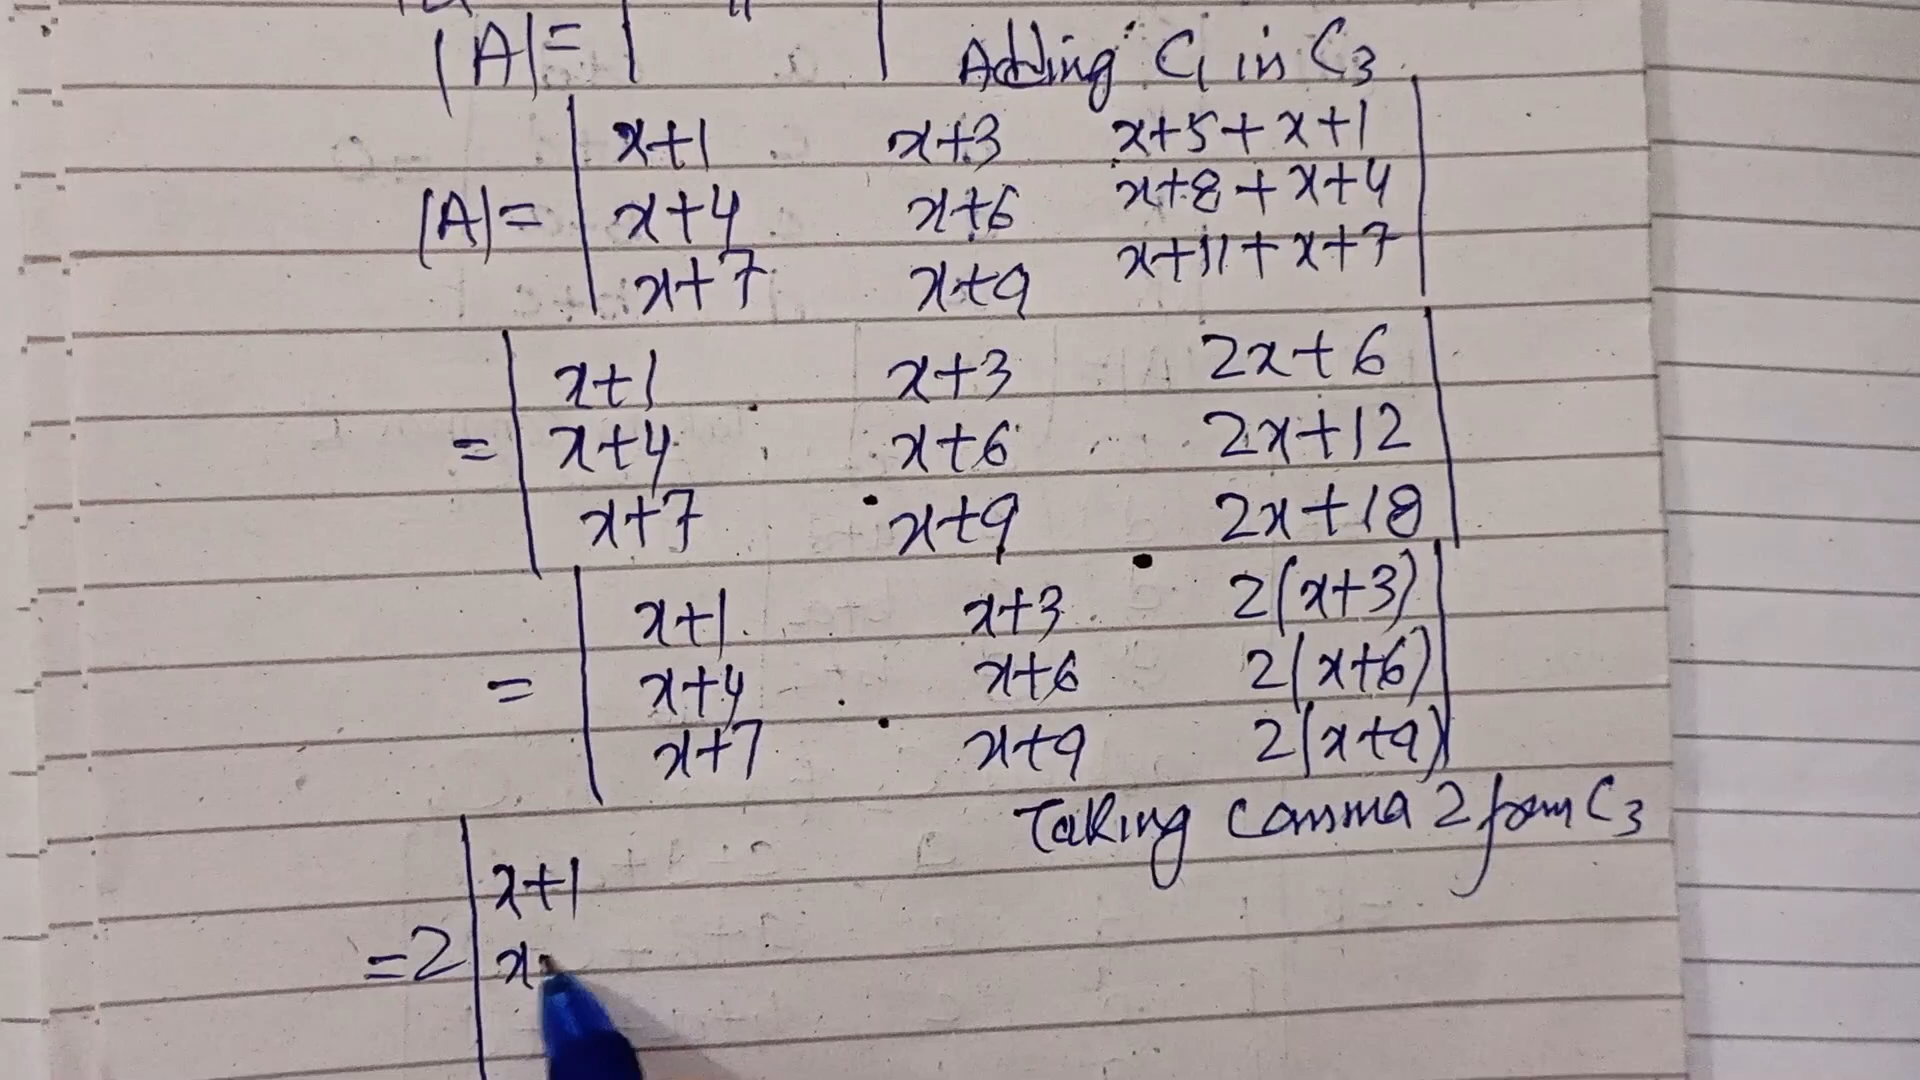 |A| = | " |
Adding C1 in C3
|A| = | x+1 x+3 x+5+x+1 |
| x+4 x+6 x+8+x+4 |
| x+7 x+9 x+11+x+7 |
= | x+1 x+3 2x+6 |
| x+4 x+6 2x+12 |
| x+7 x+9 2x+18 |
= | x+1 x+3 2(x+3) |
| x+4 x+6 2(x+6) |
| x+7 x+9 2(x+9) |
Taking comma 2 from C3
= 2 | x+1
| x